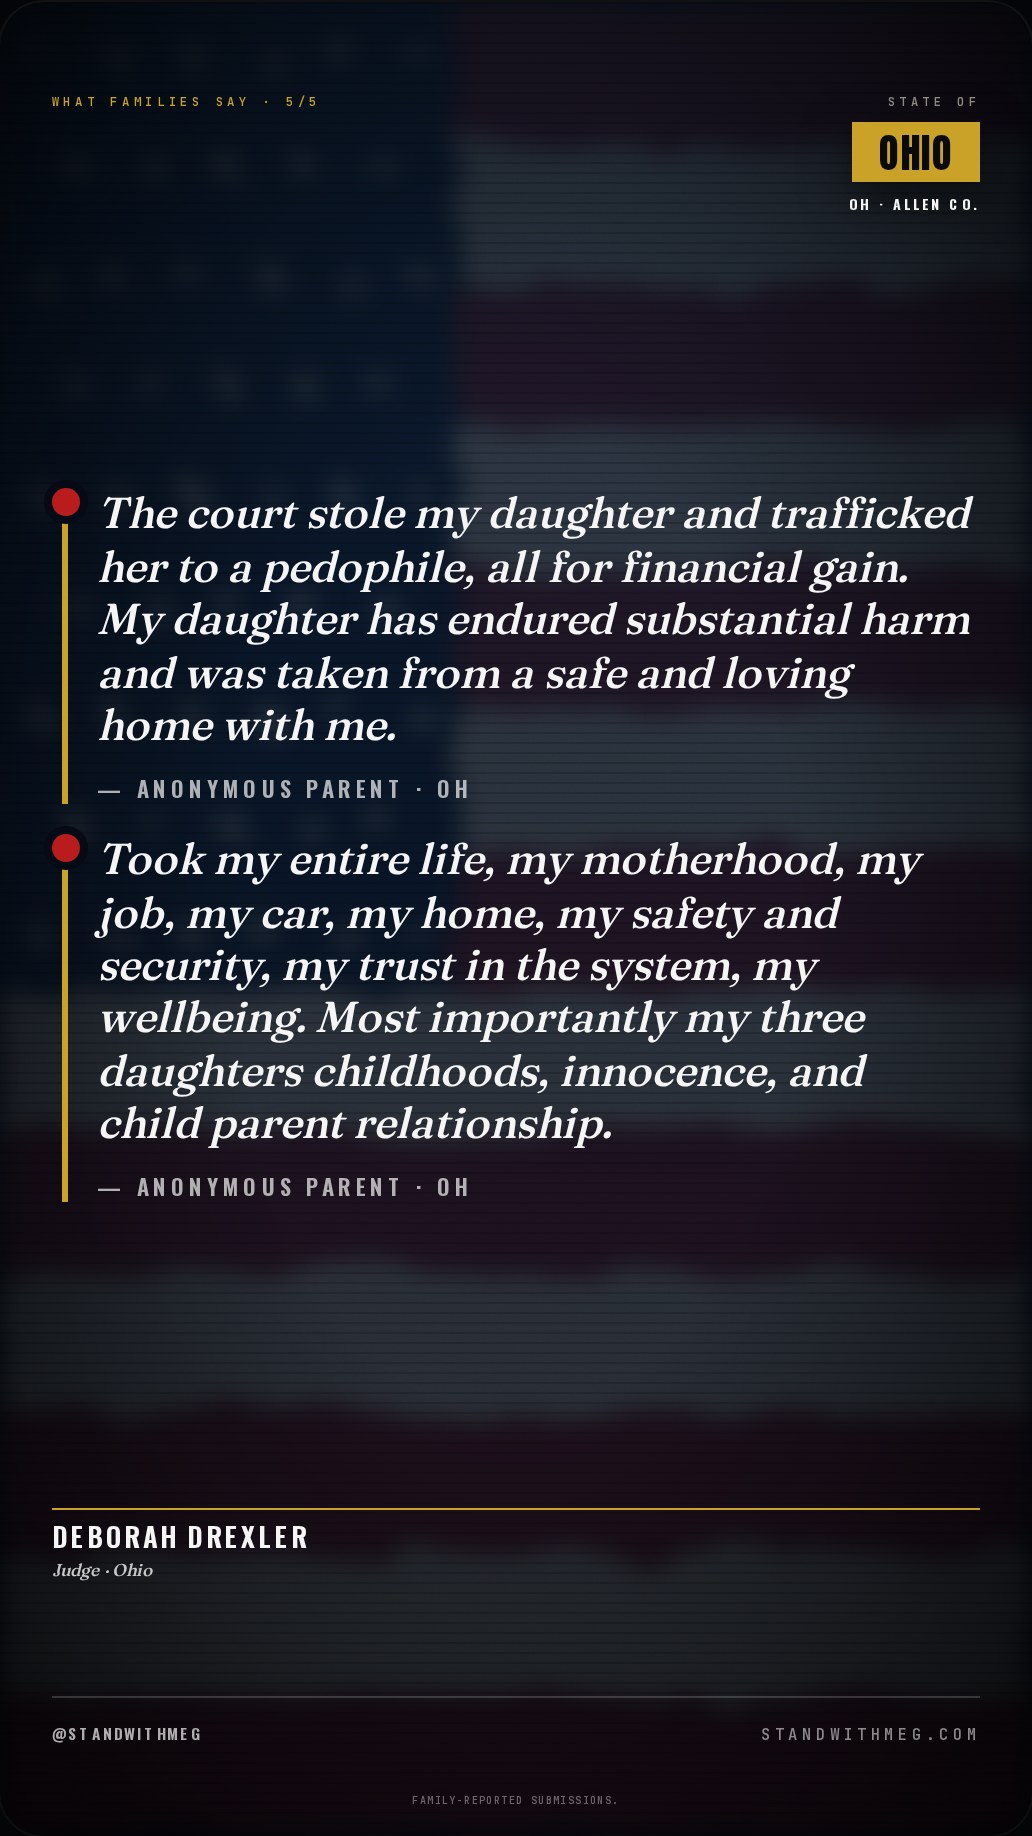 WHAT FAMILIES SAY · 5/5
STATE OF
OHIO
OH · ALLEN CO.
The court stole my daughter and trafficked
her to a pedophile, all for financial gain.
My daughter has endured substantial harm
and was taken from a safe and loving
home with me.
— ANONYMOUS PARENT · OH
Took my entire life, my motherhood, my
job, my car, my home, my safety and
security, my trust in the system, my
wellbeing. Most importantly my three
daughters childhoods, innocence, and
child parent relationship.
— ANONYMOUS PARENT · OH
DEBORAH DREXLER
Judge · Ohio
@STANDWITHMEG
STANDWITHMEG.COM
FAMILY-REPORTED SUBMISSIONS.